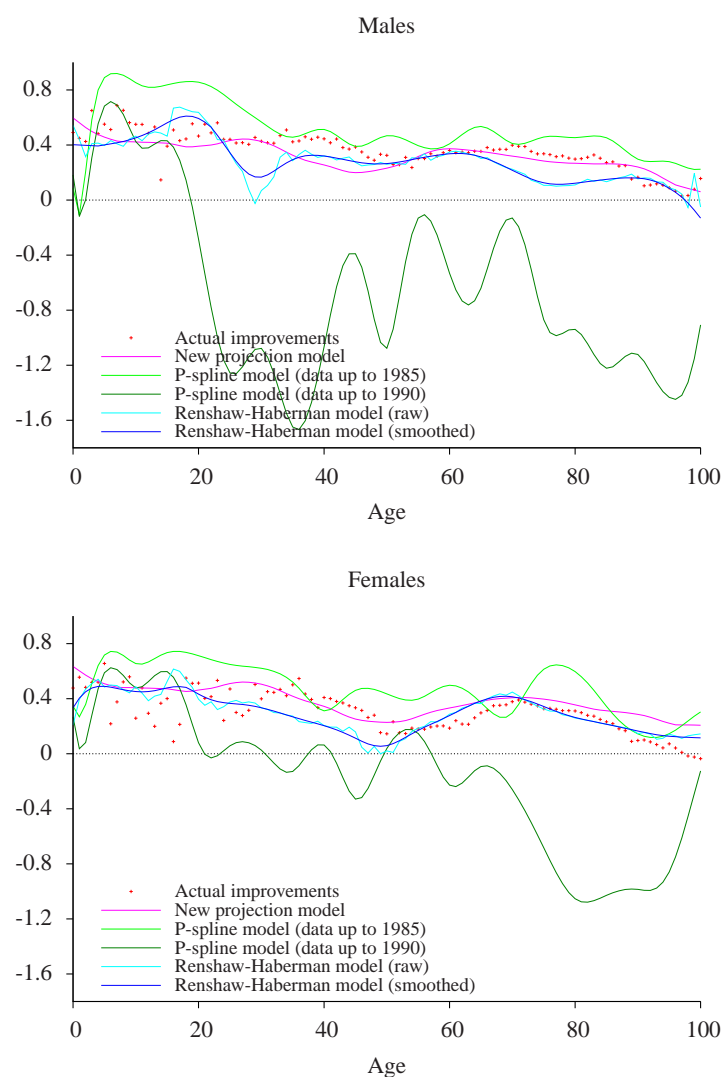 Males
0.8
0.4
0
-0.4
-0.8
-1.2
-1.6
Actual improvements
New projection model
P-spline model (data up to 1985)
P-spline model (data up to 1990)
Renshaw-Haberman model (raw)
Renshaw-Haberman model (smoothed)
0 20 40 60 80 100
Age
Females
0.8
0.4
0
-0.4
-0.8
-1.2
-1.6
Actual improvements
New projection model
P-spline model (data up to 1985)
P-spline model (data up to 1990)
Renshaw-Haberman model (raw)
Renshaw-Haberman model (smoothed)
0 20 40 60 80 100
Age